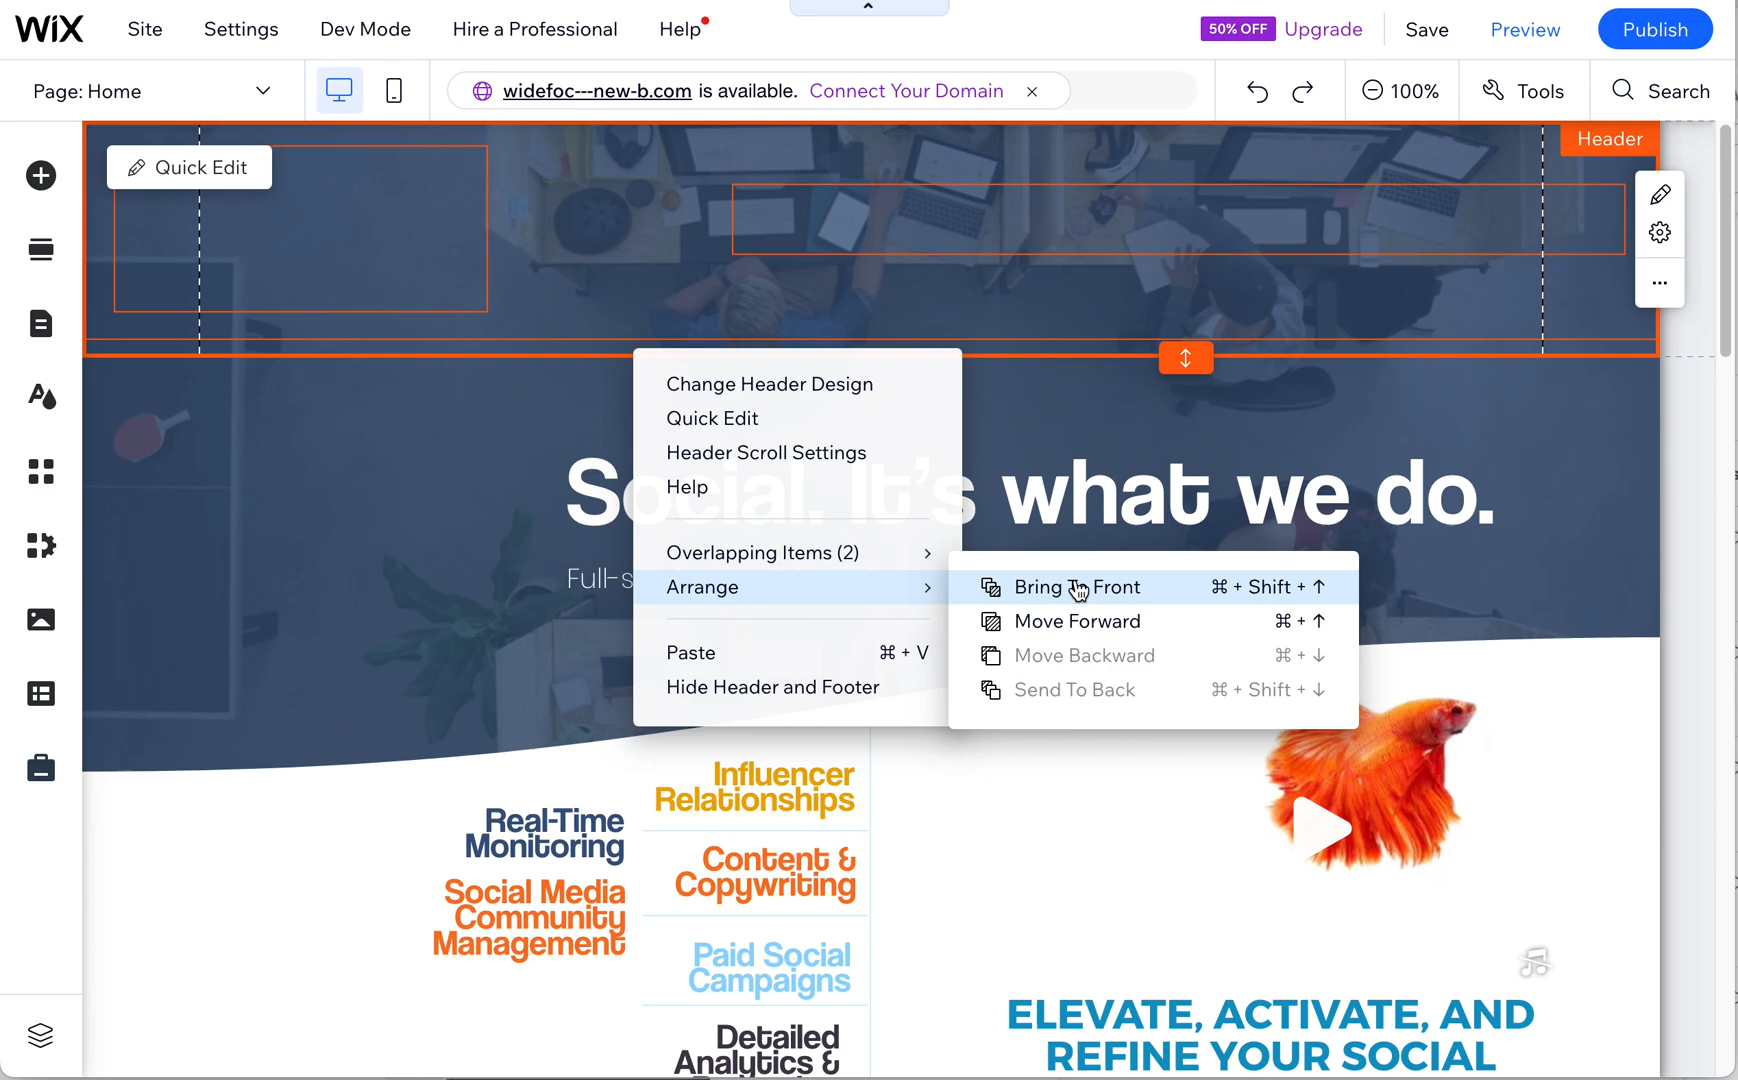 WiX Site Settings Dev Mode Hire a Professional Help 50% OFF Upgrade Save Preview Publish
Page: Home widefoc---new-b.com is available. Connect Your Domain × 100% Tools Search
Header
Quick Edit
Change Header Design
Quick Edit
Header Scroll Settings
Help
Social. It's what we do.
Overlapping Items (2)
Full-s
Arrange
Bring To Front ⌘ + Shift + ↑
Move Forward ⌘ + ↑
Move Backward ⌘ + ↓
Send To Back ⌘ + Shift + ↓
Paste ⌘ + V
Hide Header and Footer
Influencer
Relationships
Real-Time
Monitoring
Content &
Copywriting
Social Media
Community
Management
Paid Social
Campaigns
Detailed
Analytics &
ELEVATE, ACTIVATE, AND
REFINE YOUR SOCIAL